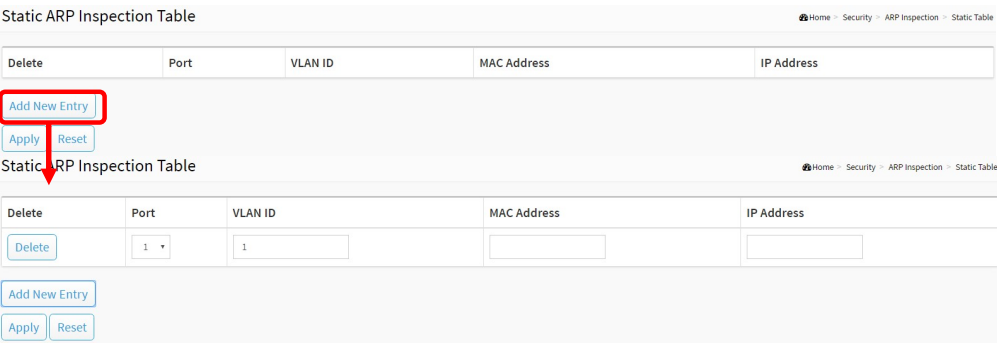 Static ARP Inspection Table
Home > Security > ARP Inspection > Static Table
Delete Port VLAN ID MAC Address IP Address
Add New Entry
Apply Reset
Static ARP Inspection Table
Home > Security > ARP Inspection > Static Table
Delete Port VLAN ID MAC Address IP Address
Delete 1 1
Add New Entry
Apply Reset